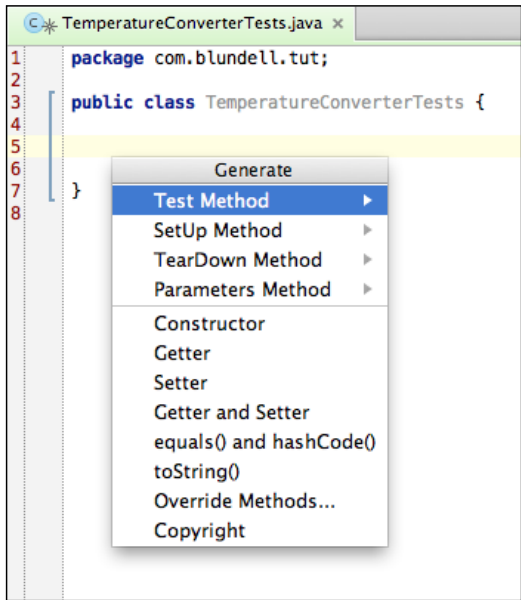 C TemperatureConverterTests.java ×
1 package com.blundell.tut;
2
3 public class TemperatureConverterTests {
4
5
6
7 }
8
Generate
Test Method
SetUp Method
TearDown Method
Parameters Method
Constructor
Getter
Setter
Getter and Setter
equals() and hashCode()
toString()
Override Methods...
Copyright